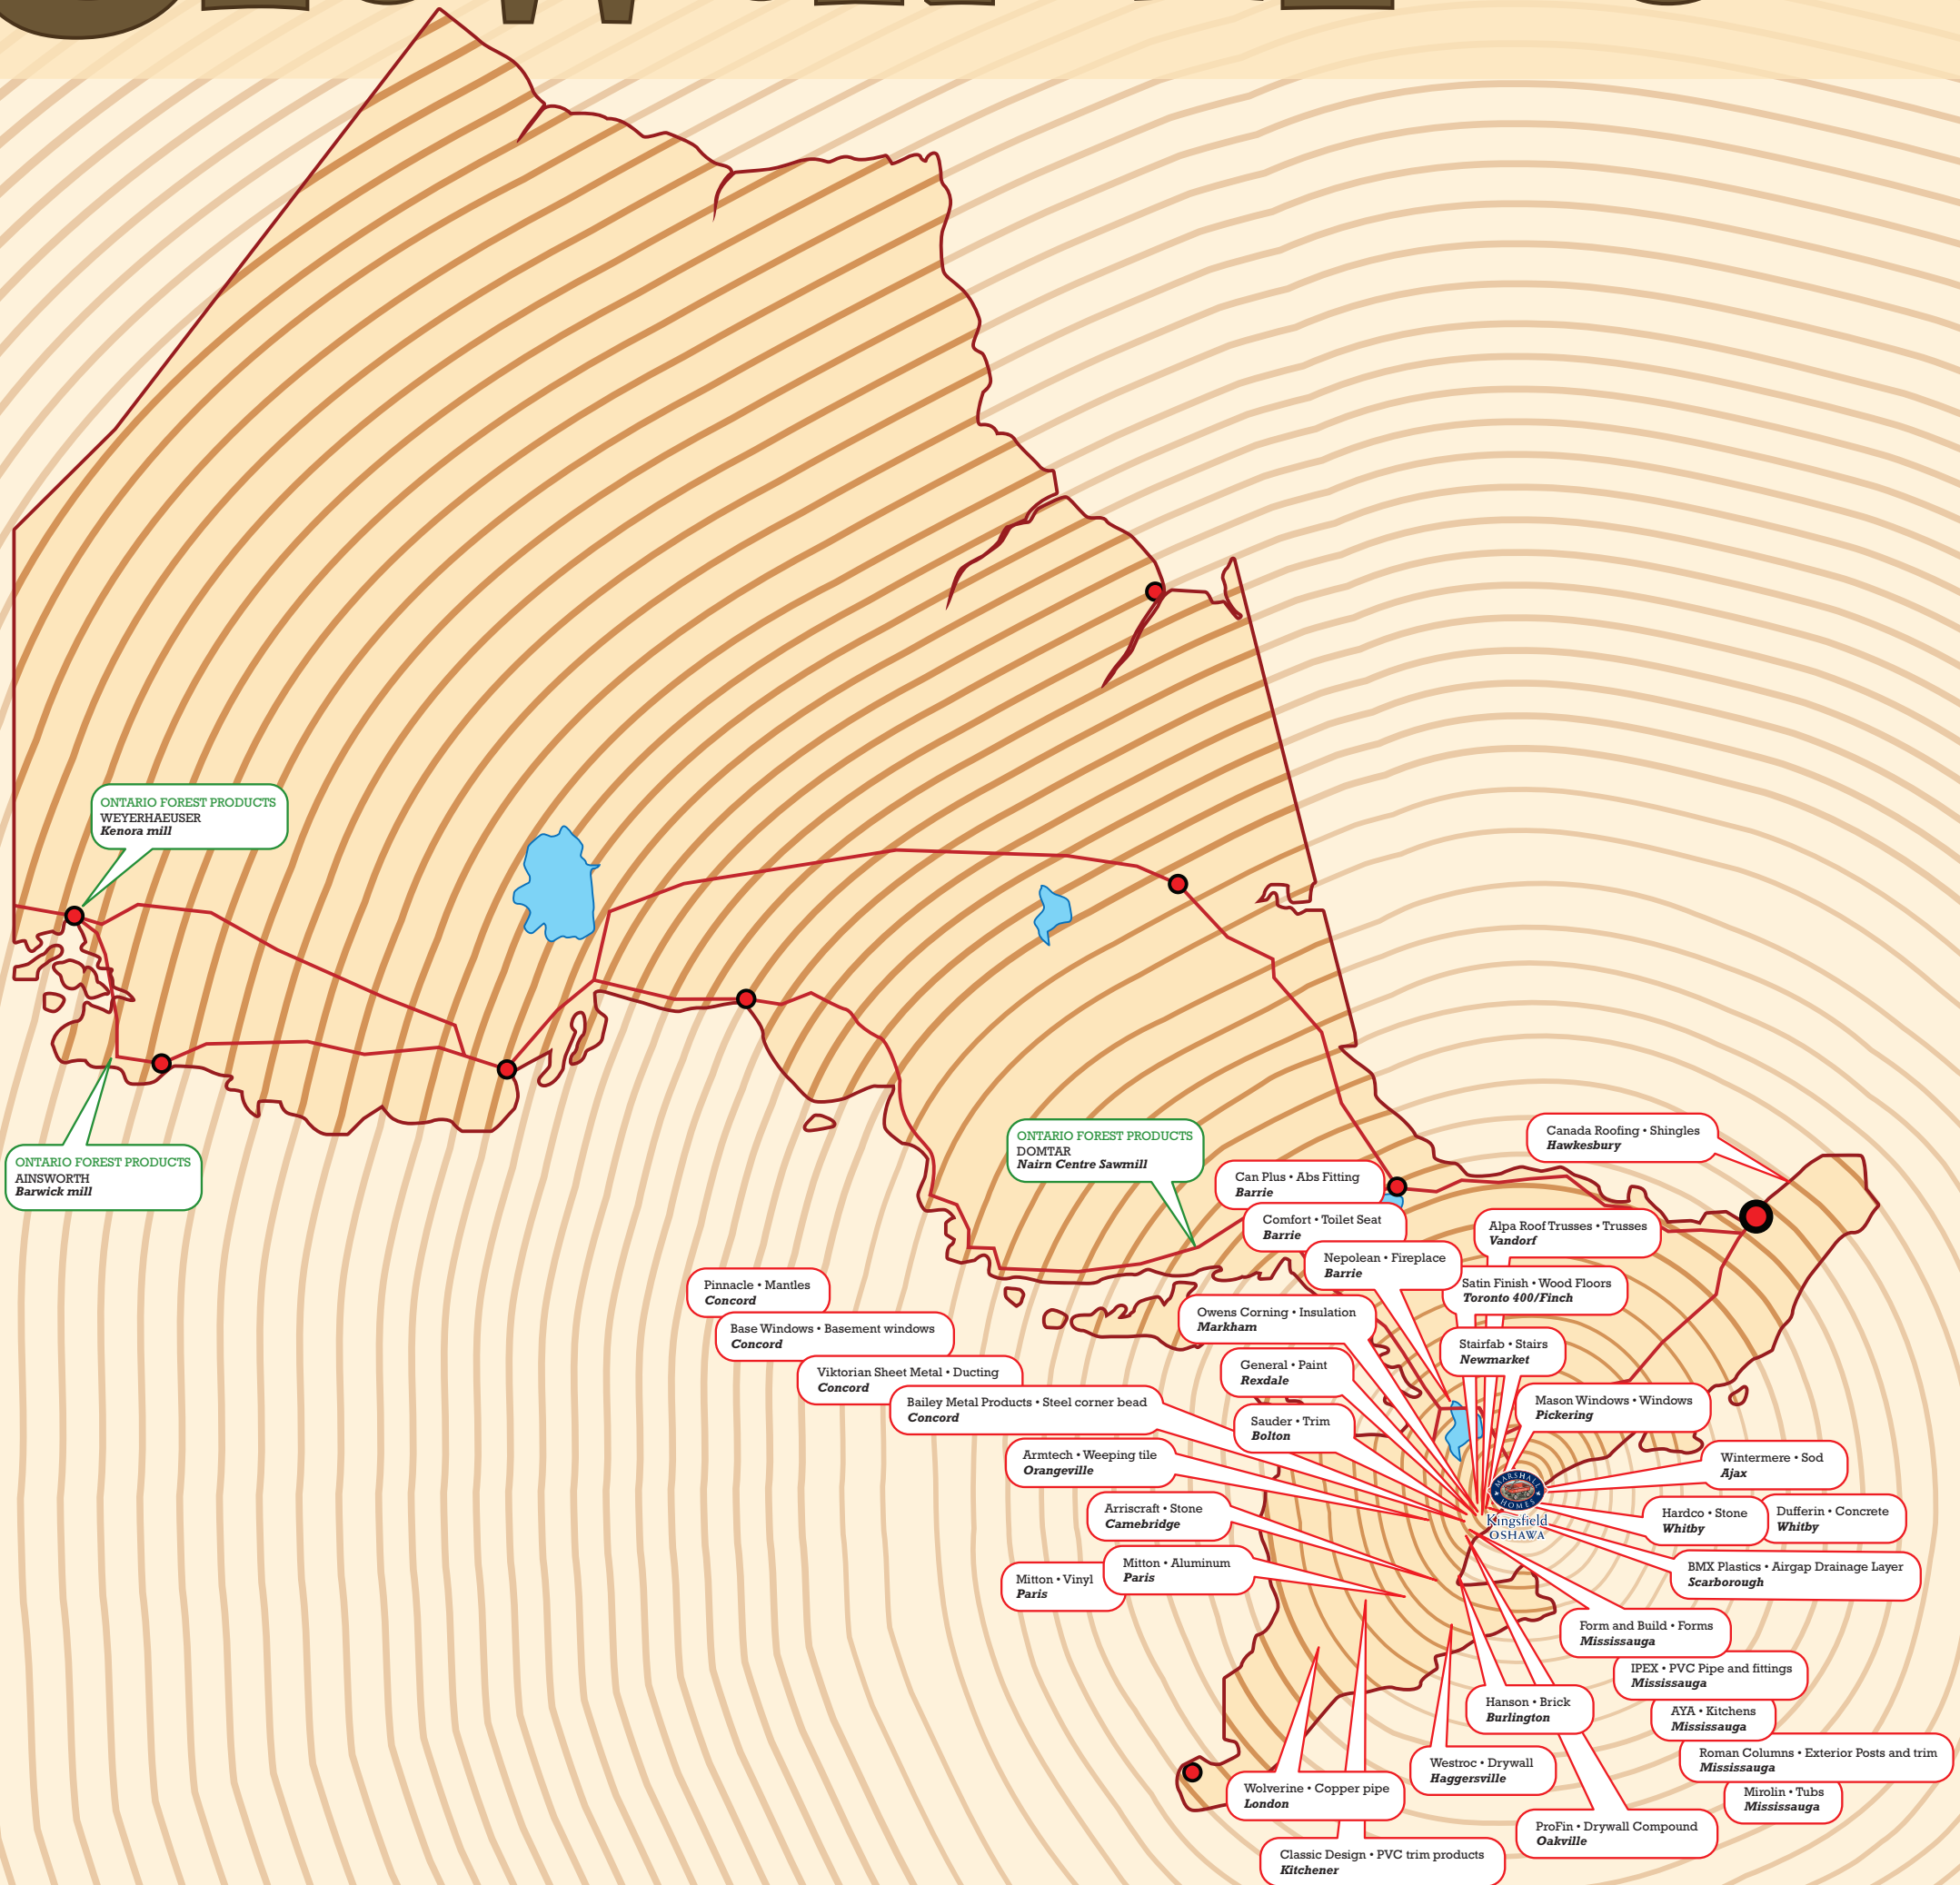 ONTARIO FOREST PRODUCTS
WEYERHAEUSER
Kenora mill
ONTARIO FOREST PRODUCTS
AINSWORTH
Barwick mill
ONTARIO FOREST PRODUCTS
DOMTAR
Nairn Centre Sawmill
Canada Roofing • Shingles
Hawkesbury
Can Plus • Abs Fitting
Barrie
Comfort • Toilet Seat
Barrie
Nepolean • Fireplace
Barrie
Alpa Roof Trusses • Trusses
Vandorf
Satin Finish • Wood Floors
Toronto 400/Finch
Stairfab • Stairs
Newmarket
Owens Corning • Insulation
Markham
General • Paint
Rexdale
Sauder • Trim
Bolton
Mason Windows • Windows
Pickering
Pinnacle • Mantles
Concord
Base Windows • Basement windows
Concord
Viktorian Sheet Metal • Ducting
Concord
Bailey Metal Products • Steel corner bead
Concord
Armtech • Weeping tile
Orangeville
Arriscraft • Stone
Camebridge
Mitton • Aluminum
Paris
Mitton • Vinyl
Paris
Wintermere • Sod
Ajax
MARSHALL
HOMES
Kingsfield
OSHAWA
Hardco • Stone
Whitby
Dufferin • Concrete
Whitby
BMX Plastics • Airgap Drainage Layer
Scarborough
Form and Build • Forms
Mississauga
IPEX • PVC Pipe and fittings
Mississauga
AYA • Kitchens
Mississauga
Roman Columns • Exterior Posts and trim
Mississauga
Mirolin • Tubs
Mississauga
Hanson • Brick
Burlington
Westroc • Drywall
Haggersville
Wolverine • Copper pipe
London
ProFin • Drywall Compound
Oakville
Classic Design • PVC trim products
Kitchener